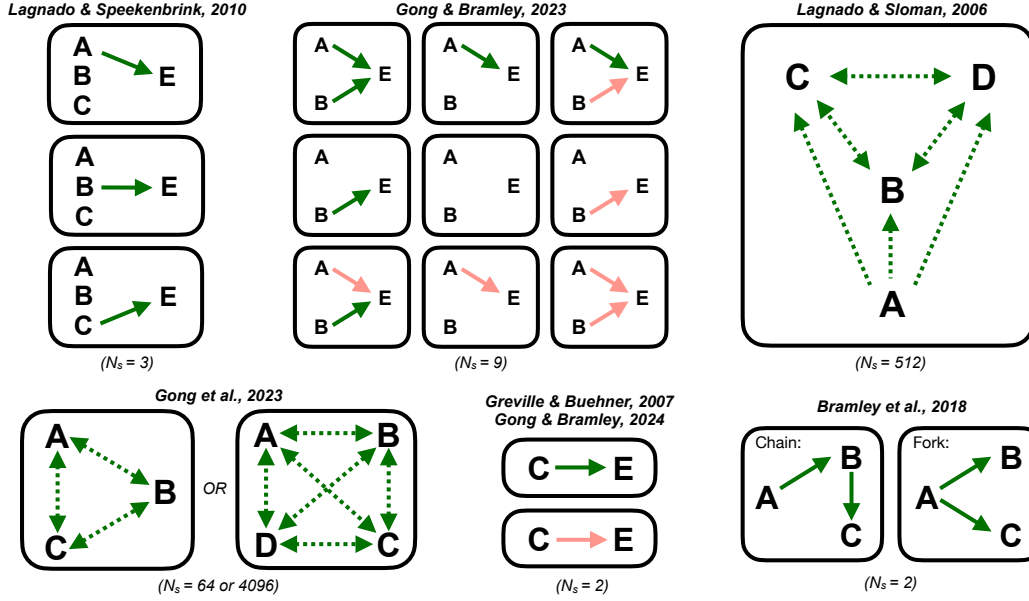 Lagnado & Speekenbrink, 2010
A
B
C
E
A
B
C
E
A
B
C
E
(Nₛ = 3)
Gong & Bramley, 2023
A
B
E
A
B
E
A
B
E
A
B
E
A
B
E
A
B
E
A
B
E
A
B
E
A
B
E
(Nₛ = 9)
Lagnado & Sloman, 2006
C D
B
A
(Nₛ = 512)
Gong et al., 2023
A
B
C
OR
A B
D C
(Nₛ = 64 or 4096)
Greville & Buehner, 2007
Gong & Bramley, 2024
C E
C E
(Nₛ = 2)
Bramley et al., 2018
Chain:
B
A
C
Fork:
B
A
C
(Nₛ = 2)